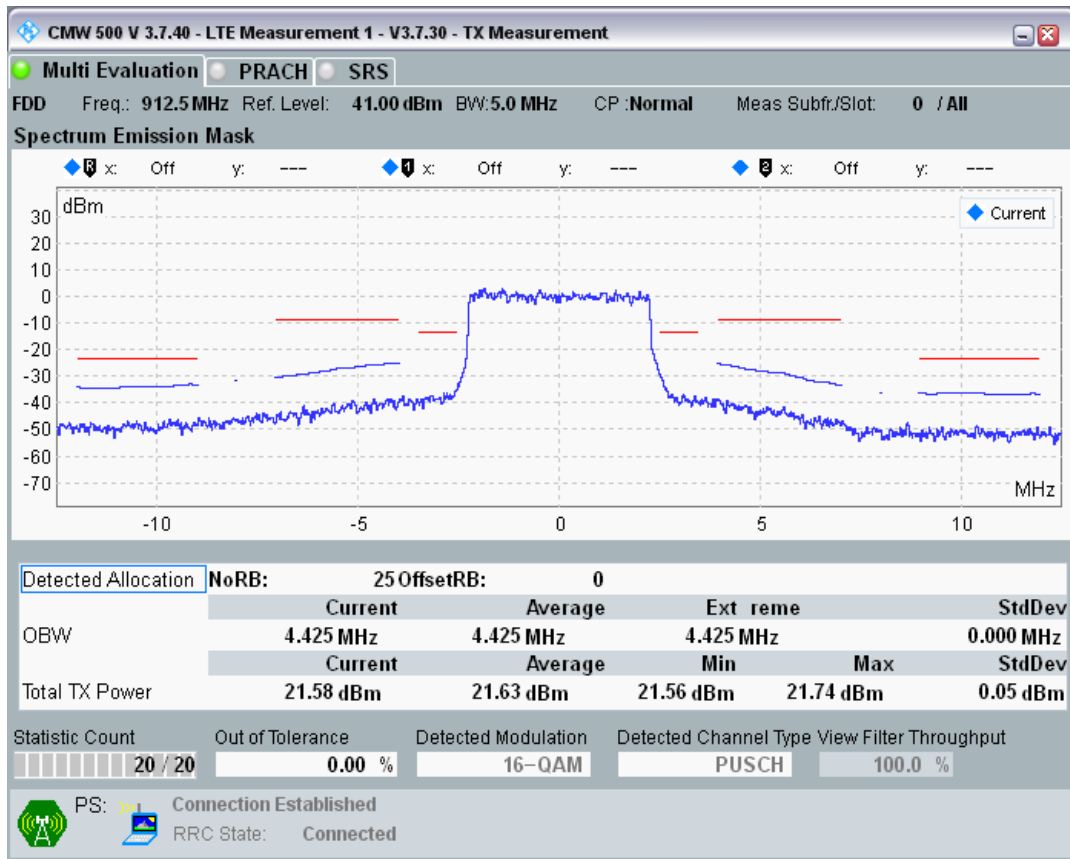 CMW 500 V 3.7.40 - LTE Measurement 1 - V3.7.30 - TX Measurement
Multi Evaluation PRACH SRS
FDD Freq.: 912.5 MHz Ref. Level: 41.00 dBm BW:5.0 MHz CP :Normal Meas Subfr./Slot: 0 / All
Spectrum Emission Mask
R x: Off y: --- 1 x: Off y: --- 2 x: Off y: ---
dBm
Current
30
20
10
0
-10
-20
-30
-40
-50
-60
-70
MHz
-10 -5 0 5 10
Detected Allocation NoRB: 25 OffsetRB: 0
Current Average Ext reme StdDev
OBW 4.425 MHz 4.425 MHz 4.425 MHz 0.000 MHz
Current Average Min Max StdDev
Total TX Power 21.58 dBm 21.63 dBm 21.56 dBm 21.74 dBm 0.05 dBm
Statistic Count Out of Tolerance Detected Modulation Detected Channel Type View Filter Throughput
20 / 20 0.00 % 16-QAM PUSCH 100.0 %
PS: Connection Established
RRC State: Connected